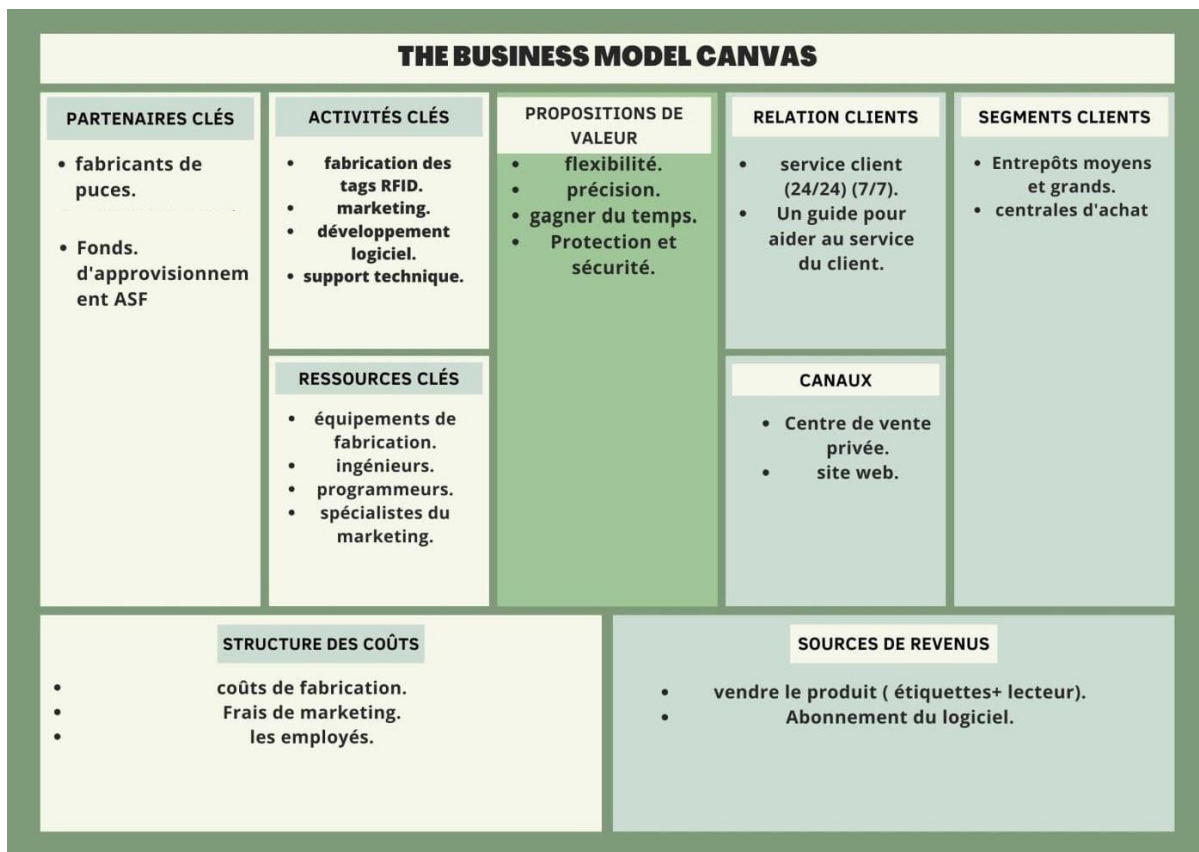 THE BUSINESS MODEL CANVAS
PARTENAIRES CLÉS
• fabricants de
puces.
• Fonds.
d'approvisionnem
ent ASF
ACTIVITÉS CLÉS
• fabrication des
tags RFID.
• marketing.
• développement
logiciel.
• support technique.
RESSOURCES CLÉS
• équipements de
fabrication.
• ingénieurs.
• programmeurs.
• spécialistes du
marketing.
PROPOSITIONS DE
VALEUR
• flexibilité.
• précision.
• gagner du temps.
• Protection et
sécurité.
RELATION CLIENTS
• service client
(24/24) (7/7).
• Un guide pour
aider au service
du client.
CANAUX
• Centre de vente
privée.
• site web.
SEGMENTS CLIENTS
• Entrepôts moyens
et grands.
• centrales d'achat
STRUCTURE DES COÛTS
• coûts de fabrication.
• Frais de marketing.
• les employés.
SOURCES DE REVENUS
• vendre le produit ( étiquettes+ lecteur).
• Abonnement du logiciel.